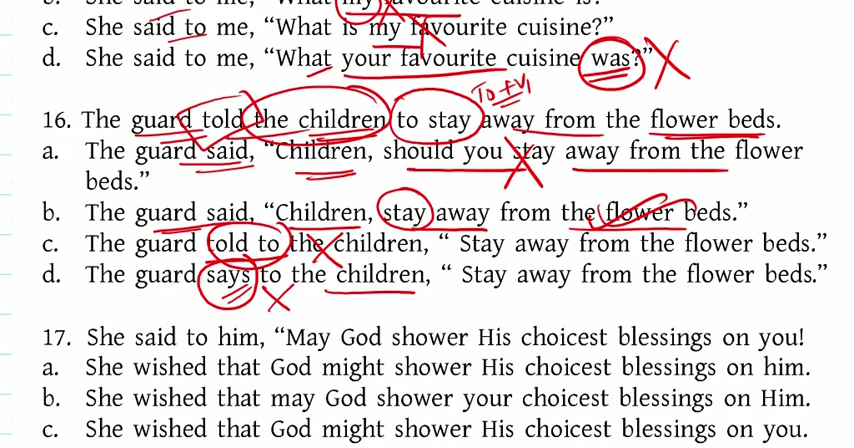 c. She said to me, “What is my favourite cuisine?”
d. She said to me, “What your favourite cuisine was?”
To + V1
16. The guard told the children to stay away from the flower beds.
a. The guard said, “Children, should you stay away from the flower
beds.”
b. The guard said, “Children, stay away from the flower beds.”
c. The guard told to the children, “ Stay away from the flower beds.”
d. The guard says to the children, “ Stay away from the flower beds.”
17. She said to him, “May God shower His choicest blessings on you!
a. She wished that God might shower His choicest blessings on him.
b. She wished that may God shower your choicest blessings on Him.
c. She wished that God might shower His choicest blessings on you.